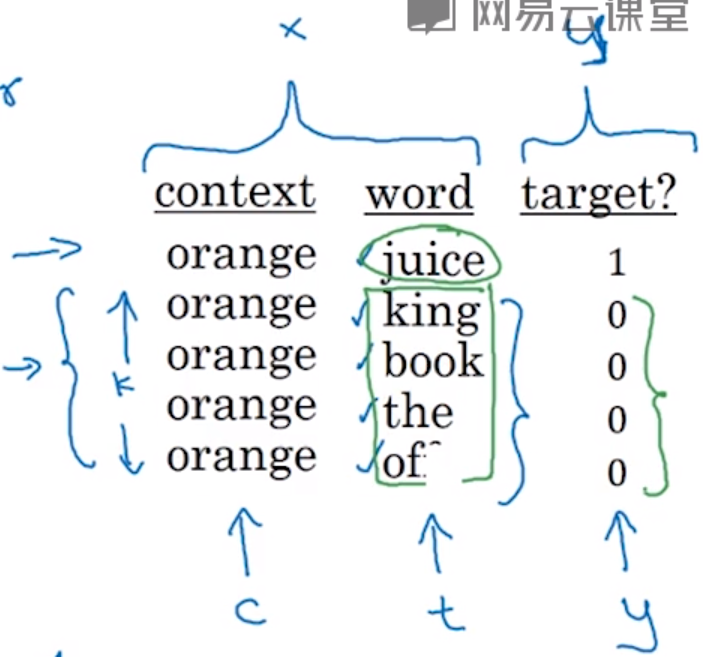 网易云课堂
x y
context word target?
orange juice 1
orange king 0
orange book 0
K
orange the 0
orange of 0
c t y